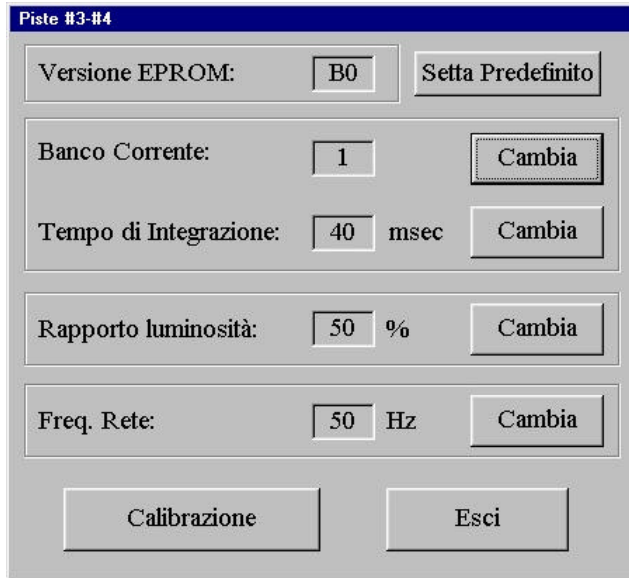 Piste #3-#4
Versione EPROM: B0 Setta Predefinito
Banco Corrente: 1 Cambia
Tempo di Integrazione: 40 msec Cambia
Rapporto luminosità: 50 % Cambia
Freq. Rete: 50 Hz Cambia
Calibrazione Esci